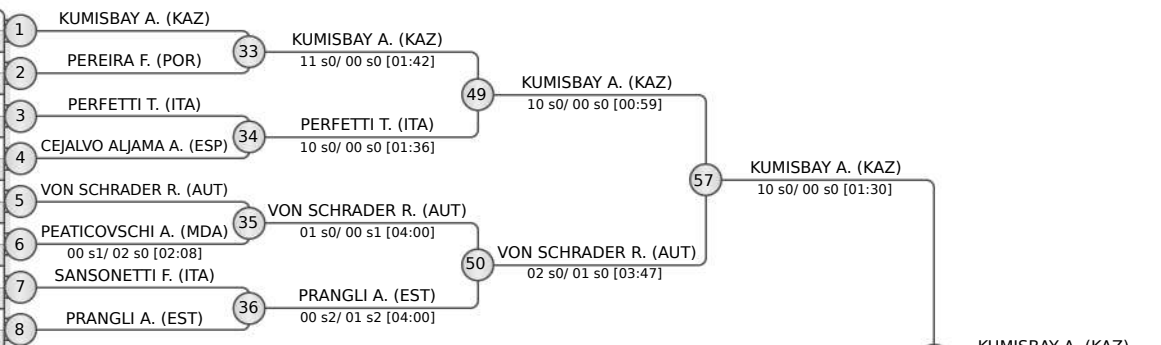 KUMISBAY A. (KAZ)
1
33
KUMISBAY A. (KAZ)
11 s0/ 00 s0 [01:42]
PEREIRA F. (POR)
2
49
KUMISBAY A. (KAZ)
10 s0/ 00 s0 [00:59]
PERFETTI T. (ITA)
3
34
PERFETTI T. (ITA)
10 s0/ 00 s0 [01:36]
CEJALVO ALJAMA A. (ESP)
4
57
KUMISBAY A. (KAZ)
10 s0/ 00 s0 [01:30]
VON SCHRADER R. (AUT)
5
35
VON SCHRADER R. (AUT)
01 s0/ 00 s1 [04:00]
PEATICOVSCHI A. (MDA)
6
00 s1/ 02 s0 [02:08]
50
VON SCHRADER R. (AUT)
02 s0/ 01 s0 [03:47]
SANSONETTI F. (ITA)
7
36
PRANGLI A. (EST)
00 s2/ 01 s2 [04:00]
PRANGLI A. (EST)
8
KUMISBAY A. (KAZ)